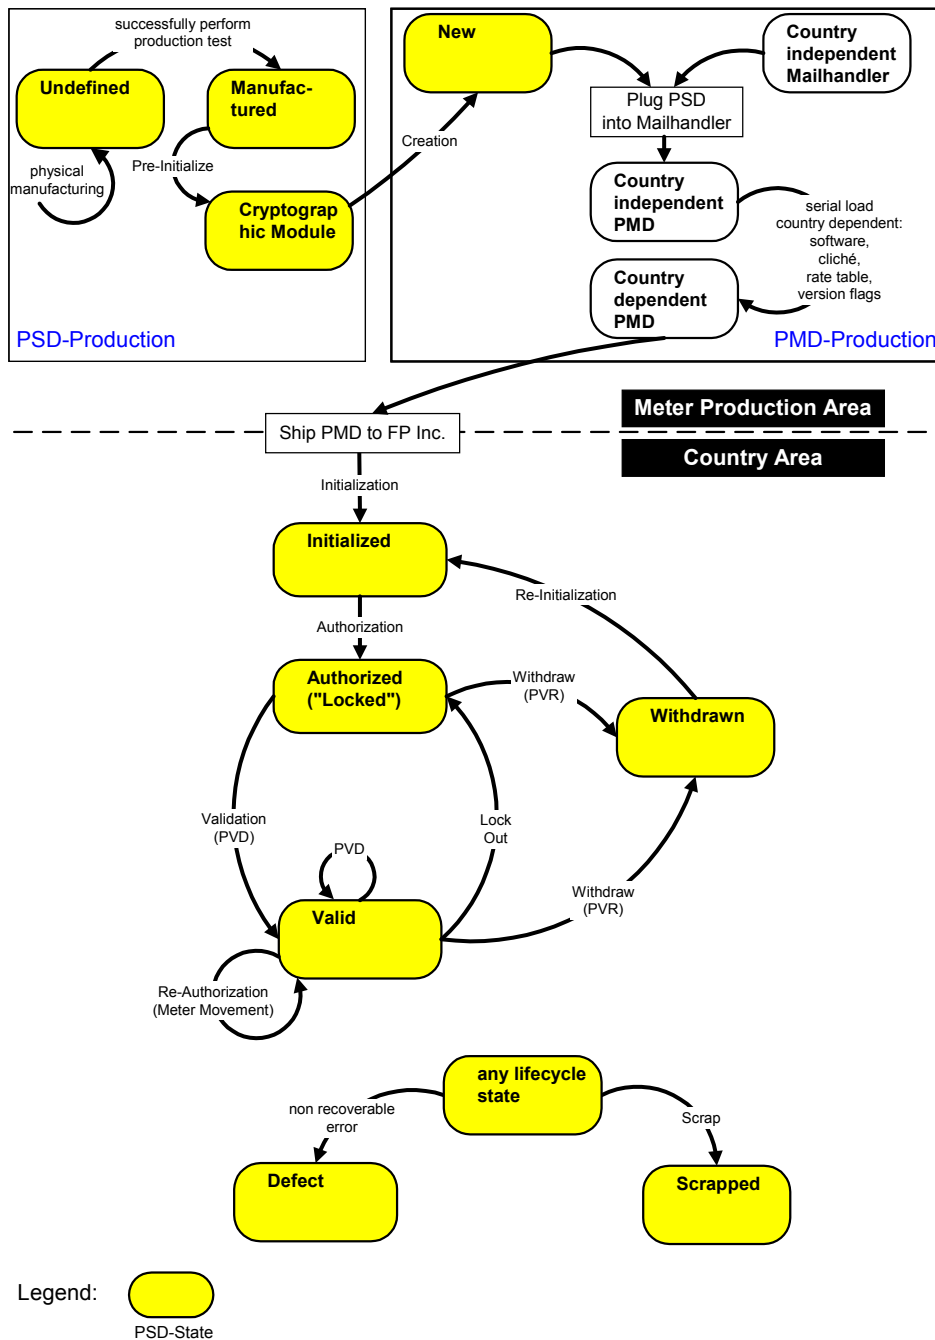 successfully perform
production test
Undefined
Manufac-
tured
physical
manufacturing
Pre-Initialize
Cryptograp
hic Module
PSD-Production
Creation
New
Country
independent
Mailhandler
Plug PSD
into Mailhandler
Country
independent
PMD
serial load
country dependent:
software,
cliché,
rate table,
version flags
Country
dependent
PMD
PMD-Production
Meter Production Area
Ship PMD to FP Inc.
Country Area
Initialization
Initialized
Re-Initialization
Authorization
Authorized
("Locked")
Withdraw
(PVR)
Withdrawn
Validation
(PVD)
Lock
Out
PVD
Valid
Withdraw
(PVR)
Re-Authorization
(Meter Movement)
any lifecycle
state
non recoverable
error
Scrap
Defect
Scrapped
Legend:
PSD-State